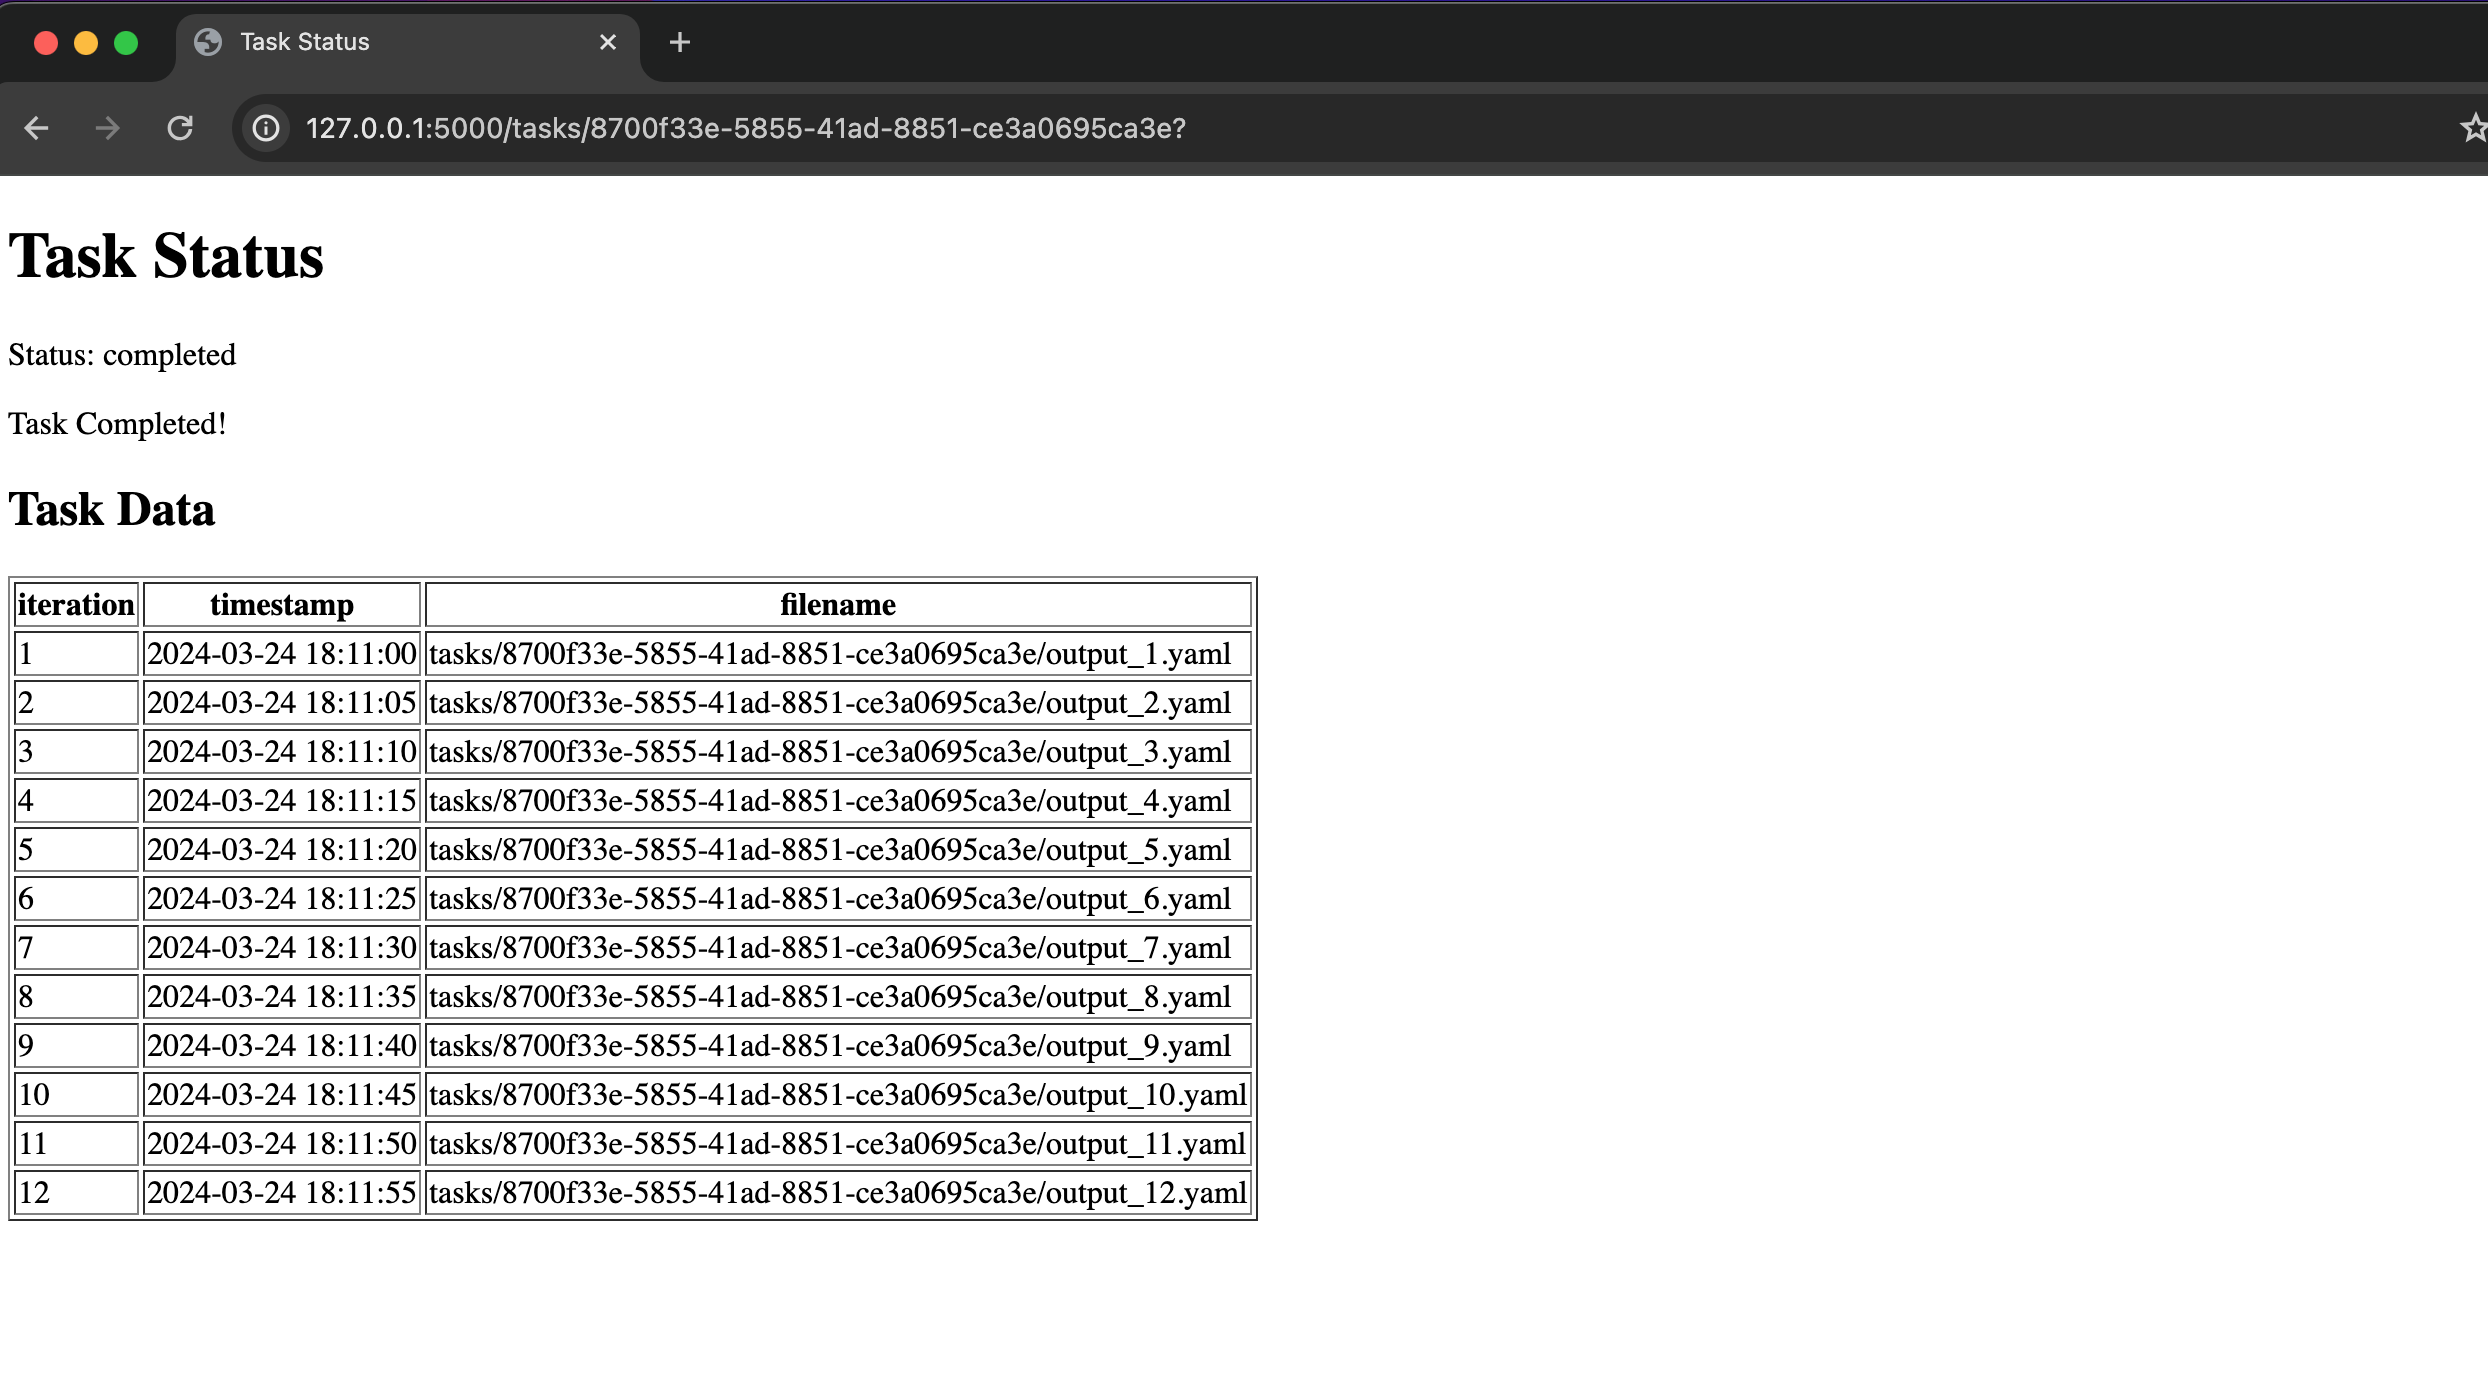 Task Status
127.0.0.1:5000/tasks/8700f33e-5855-41ad-8851-ce3a0695ca3e?
Task Status
Status: completed
Task Completed!
Task Data
iteration timestamp filename
1 2024-03-24 18:11:00 tasks/8700f33e-5855-41ad-8851-ce3a0695ca3e/output_1.yaml
2 2024-03-24 18:11:05 tasks/8700f33e-5855-41ad-8851-ce3a0695ca3e/output_2.yaml
3 2024-03-24 18:11:10 tasks/8700f33e-5855-41ad-8851-ce3a0695ca3e/output_3.yaml
4 2024-03-24 18:11:15 tasks/8700f33e-5855-41ad-8851-ce3a0695ca3e/output_4.yaml
5 2024-03-24 18:11:20 tasks/8700f33e-5855-41ad-8851-ce3a0695ca3e/output_5.yaml
6 2024-03-24 18:11:25 tasks/8700f33e-5855-41ad-8851-ce3a0695ca3e/output_6.yaml
7 2024-03-24 18:11:30 tasks/8700f33e-5855-41ad-8851-ce3a0695ca3e/output_7.yaml
8 2024-03-24 18:11:35 tasks/8700f33e-5855-41ad-8851-ce3a0695ca3e/output_8.yaml
9 2024-03-24 18:11:40 tasks/8700f33e-5855-41ad-8851-ce3a0695ca3e/output_9.yaml
10 2024-03-24 18:11:45 tasks/8700f33e-5855-41ad-8851-ce3a0695ca3e/output_10.yaml
11 2024-03-24 18:11:50 tasks/8700f33e-5855-41ad-8851-ce3a0695ca3e/output_11.yaml
12 2024-03-24 18:11:55 tasks/8700f33e-5855-41ad-8851-ce3a0695ca3e/output_12.yaml